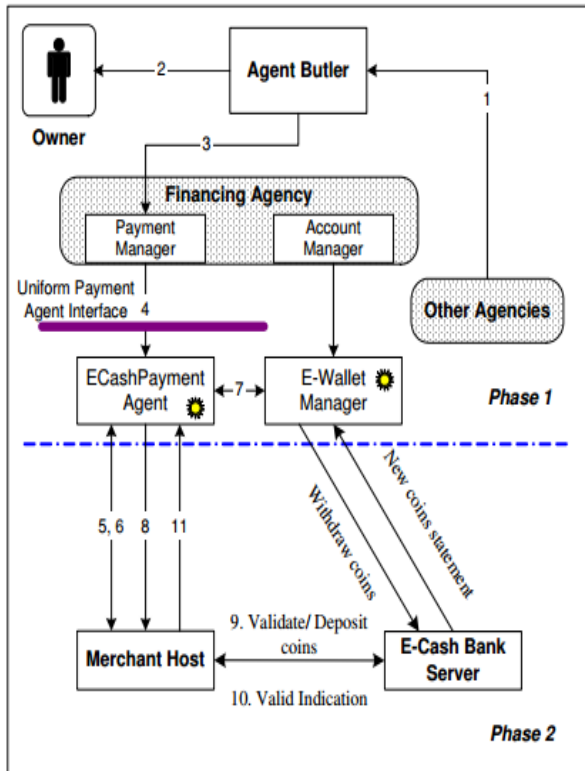 2
Agent Butler
1
Owner
3
Financing Agency
Payment
Manager
Account
Manager
Uniform Payment
Agent Interface
4
Other Agencies
ECashPayment
Agent
7
E-Wallet
Manager
Phase 1
5, 6
8
11
Withdraw coins
New coins statement
9. Validate/ Deposit
coins
Merchant Host
E-Cash Bank
Server
10. Valid Indication
Phase 2